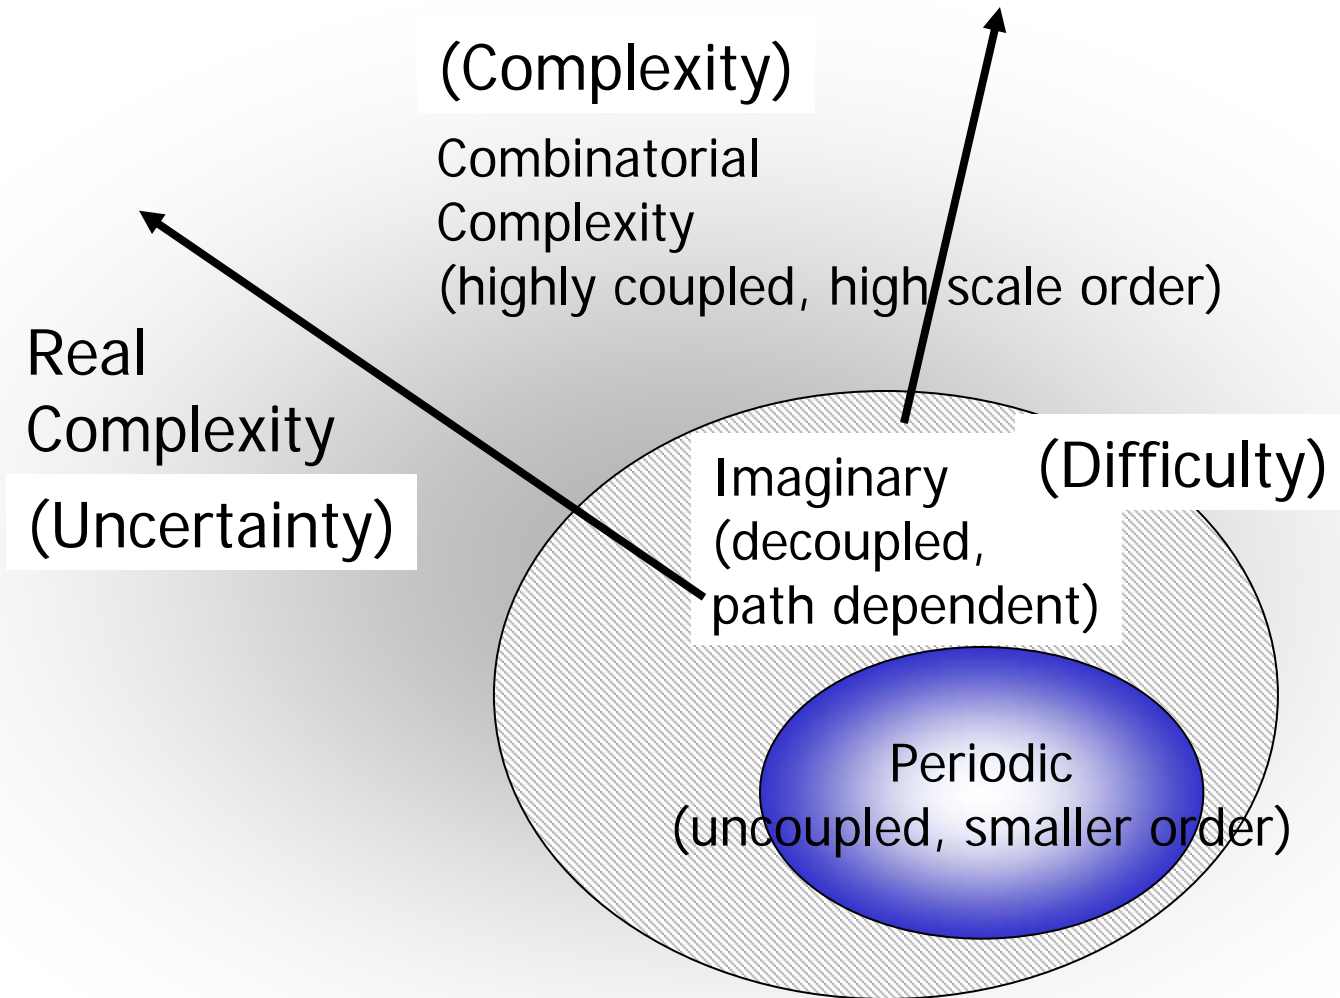 (Complexity)
Combinatorial
Complexity
(highly coupled, high scale order)
Real
Complexity
(Uncertainty)
Imaginary
(decoupled,
path dependent)
(Difficulty)
Periodic
(uncoupled, smaller order)